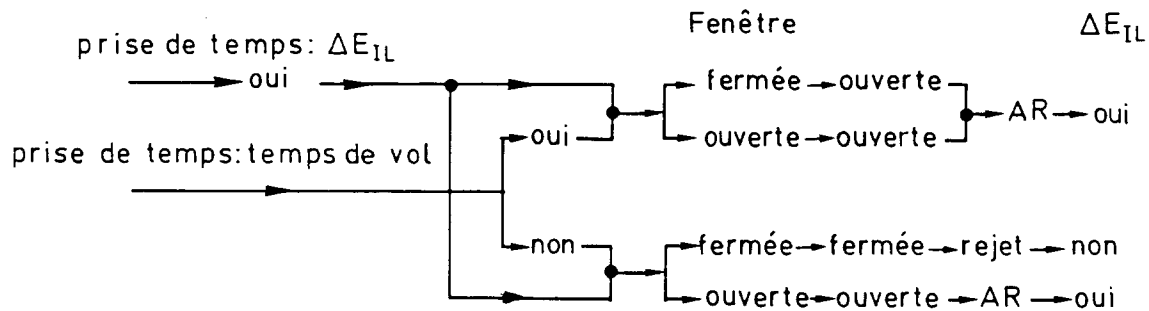 Fenêtre ΔE_IL
prise de temps: ΔE_IL
oui fermée ouverte
AR oui
oui ouverte ouverte
prise de temps: temps de vol
non fermée fermée rejet non
ouverte ouverte AR oui